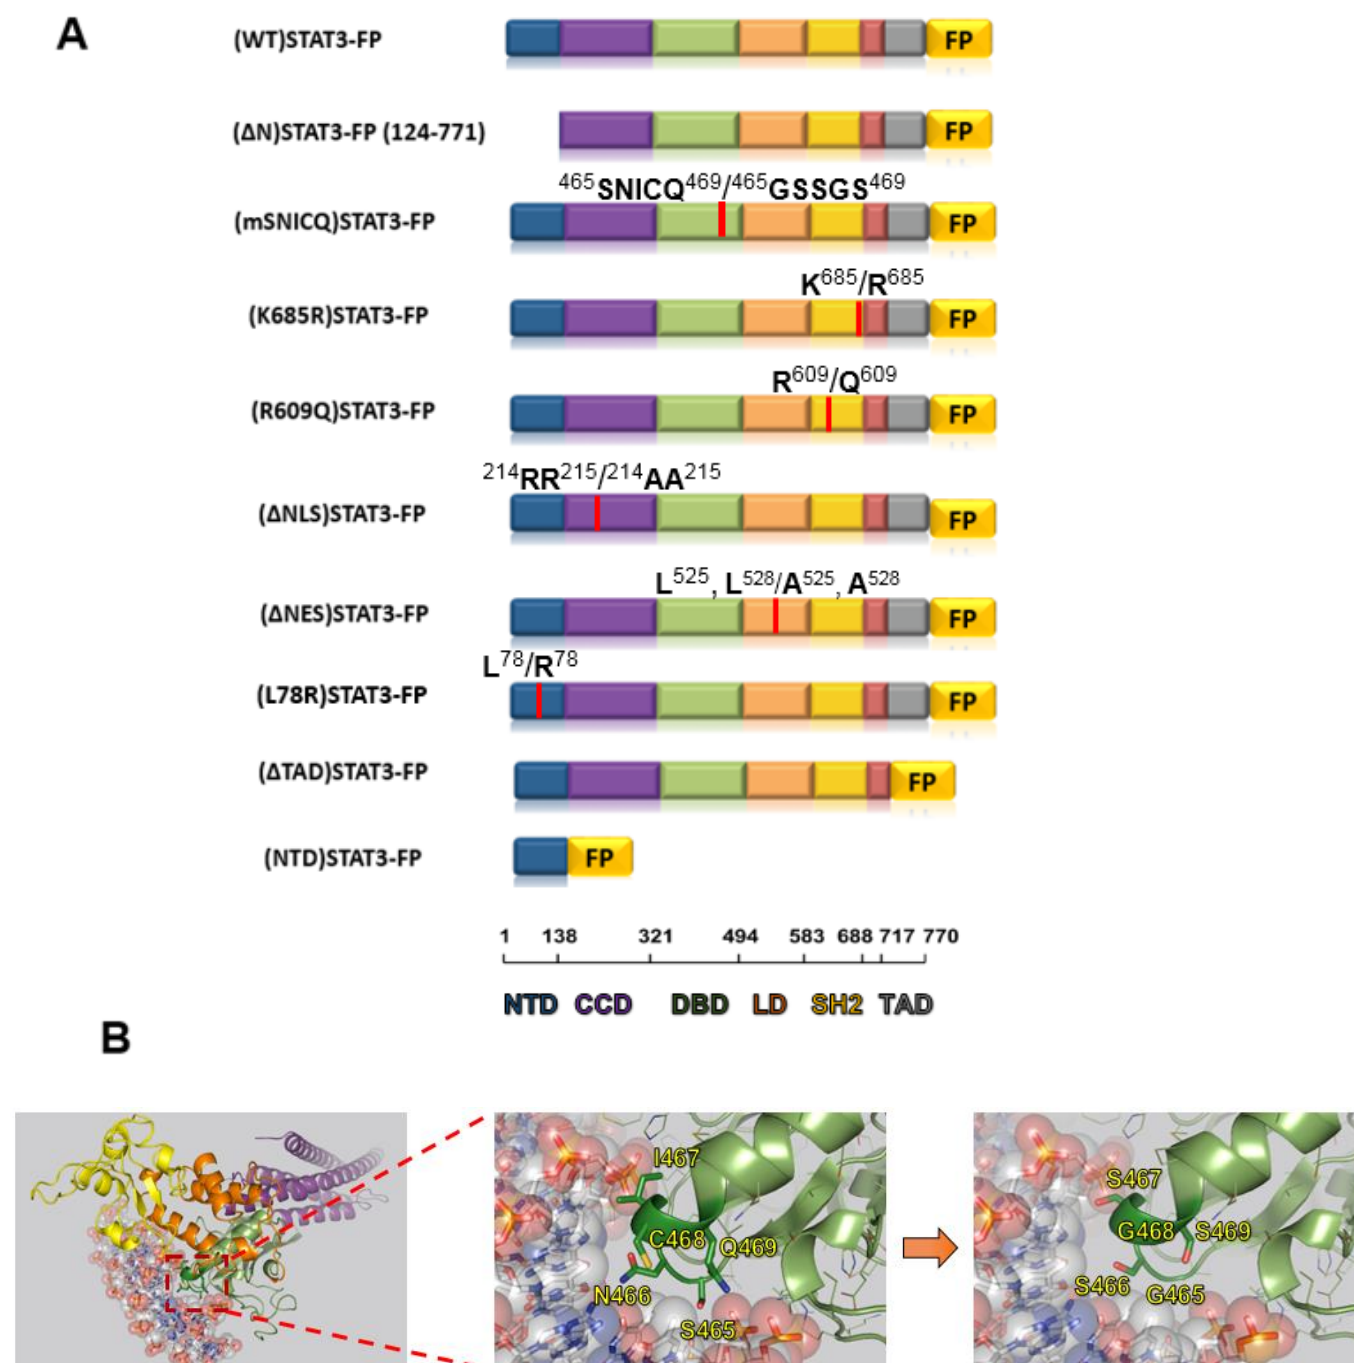 A
(WT)STAT3-FP
FP
(ΔN)STAT3-FP (124-771)
FP
465SNICQ469/465GSSGS469
(mSNICQ)STAT3-FP
FP
K685/R685
(K685R)STAT3-FP
FP
R609/Q609
(R609Q)STAT3-FP
FP
214RR215/214AA215
(ΔNLS)STAT3-FP
FP
L525, L528/A525, A528
(ΔNES)STAT3-FP
FP
L78/R78
(L78R)STAT3-FP
FP
(ΔTAD)STAT3-FP
FP
(NTD)STAT3-FP
FP
1 138 321 494 583 688 717 770
NTD CCD DBD LD SH2 TAD
B
I467
C468
Q469
N466
S465
S467
G468 S469
S466
G465